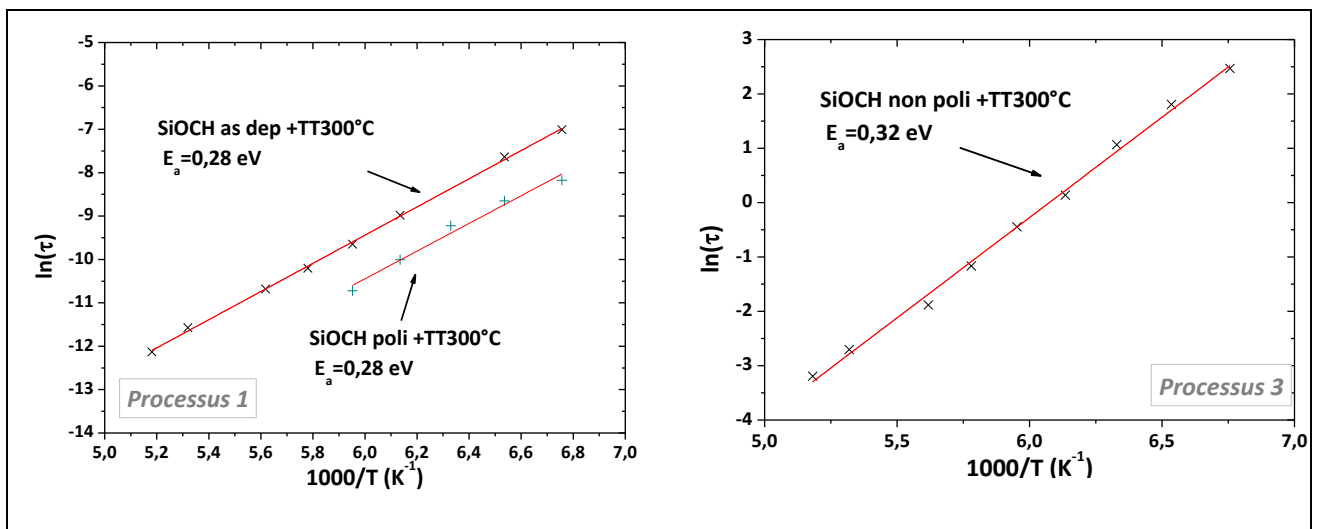 -5
-6
-7
-8
-9
-10
-11
-12
-13
-14
ln(τ)
SiOCH as dep +TT300°C
Ea=0,28 eV
SiOCH poli +TT300°C
Ea=0,28 eV
Processus 1
5,0 5,2 5,4 5,6 5,8 6,0 6,2 6,4 6,6 6,8 7,0
1000/T (K-1)
3
2
1
0
-1
-2
-3
-4
ln(τ)
SiOCH non poli +TT300°C
Ea=0,32 eV
Processus 3
5,0 5,5 6,0 6,5 7,0
1000/T (K-1)